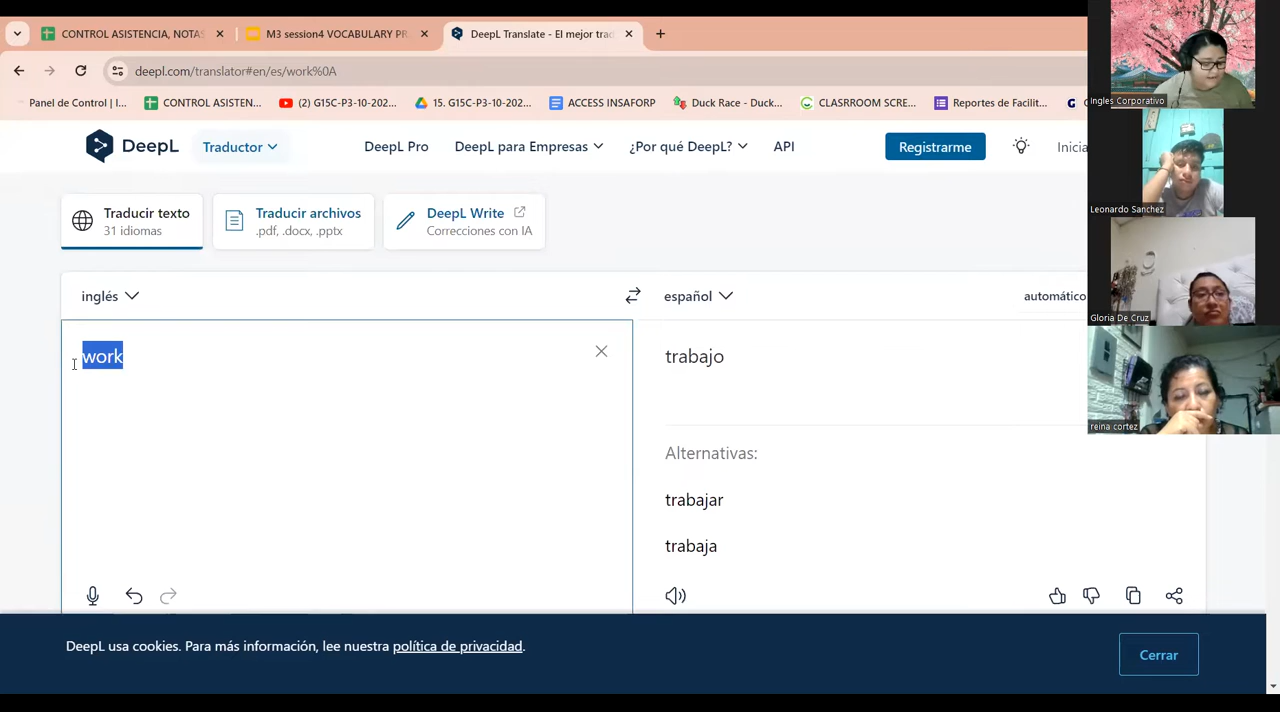 CONTROL ASISTENCIA, NOTAS
M3 session4 VOCABULARY PR
DeepL Translate - El mejor trad
deepl.com/translator#en/es/work%0A
Panel de Control | I...
CONTROL ASISTEN...
(2) G15C-P3-10-202...
15. G15C-P3-10-202...
ACCESS INSAFORP
Duck Race - Duck...
CLASRROOM SCRE...
Reportes de Facilit...
Ingles Corporativo
DeepL
Traductor
DeepL Pro
DeepL para Empresas
¿Por qué DeepL?
API
Registrarme
Inicia
Traducir texto
31 idiomas
Traducir archivos
.pdf, .docx, .pptx
DeepL Write
Correcciones con IA
Leonardo Sanchez
inglés
español
automático
Gloria De Cruz
work
trabajo
reina cortez
Alternativas:
trabajar
trabaja
DeepL usa cookies. Para más información, lee nuestra política de privacidad.
Cerrar